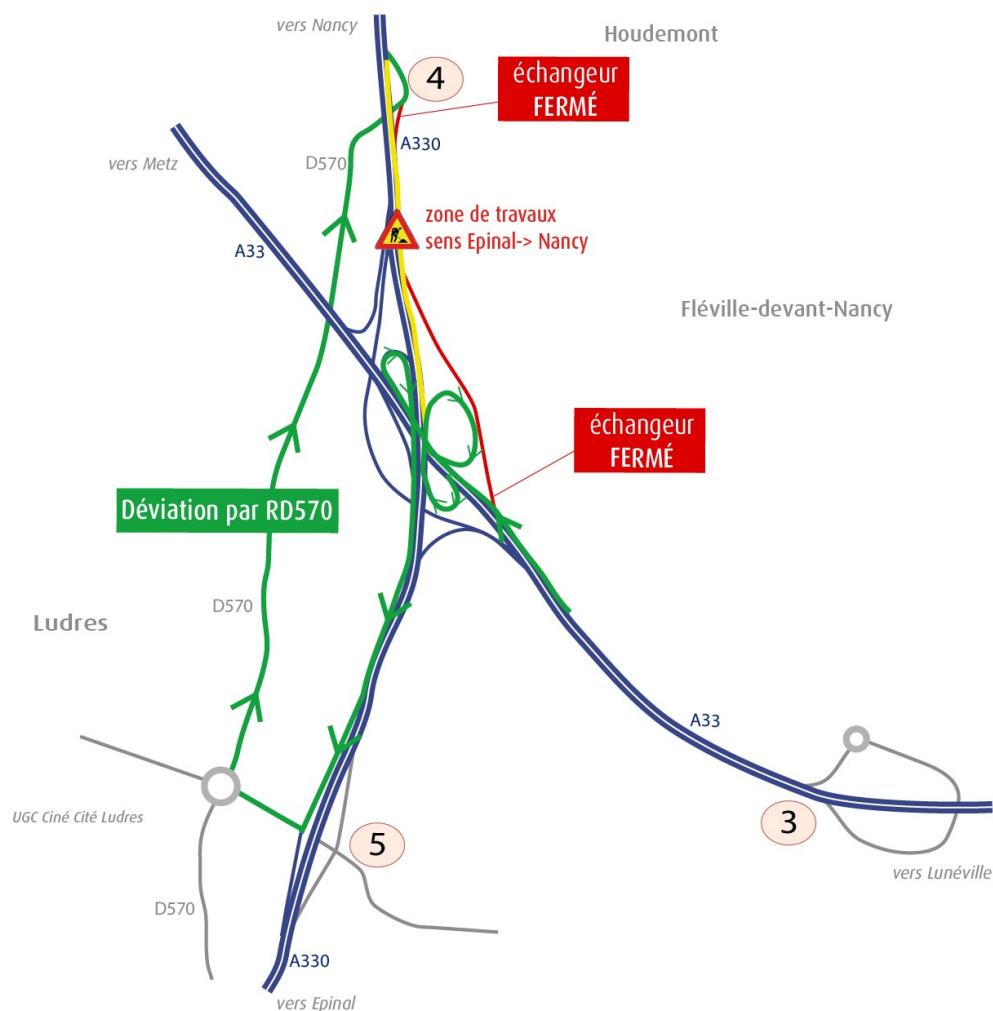 vers Nancy
Houdemont
4
échangeur
FERMÉ
A330
vers Metz
D570
zone de travaux
sens Epinal-> Nancy
A33
Fléville-devant-Nancy
échangeur
FERMÉ
Déviation par RD570
D570
Ludres
A33
UGC Ciné Cité Ludres
3
5
vers Lunéville
D570
A330
vers Epinal